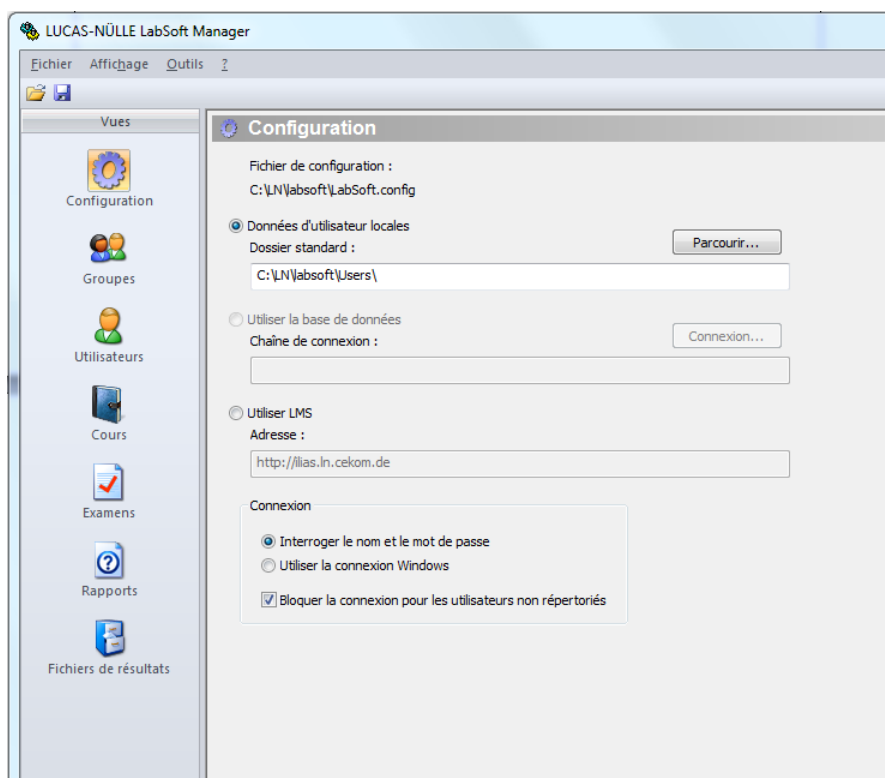 LUCAS-NÜLLE LabSoft Manager
Fichier Affichage Outils ?
Vues
Configuration
Groupes
Utilisateurs
Cours
Examens
Rapports
Fichiers de résultats
Configuration
Fichier de configuration :
C:\LN\labsoft\LabSoft.config
Données d'utilisateur locales
Dossier standard :
Parcourir...
C:\LN\labsoft\Users\
Utiliser la base de données
Chaîne de connexion :
Connexion...
Utiliser LMS
Adresse :
http://ilias.ln.cekom.de
Connexion
Interroger le nom et le mot de passe
Utiliser la connexion Windows
Bloquer la connexion pour les utilisateurs non répertoriés